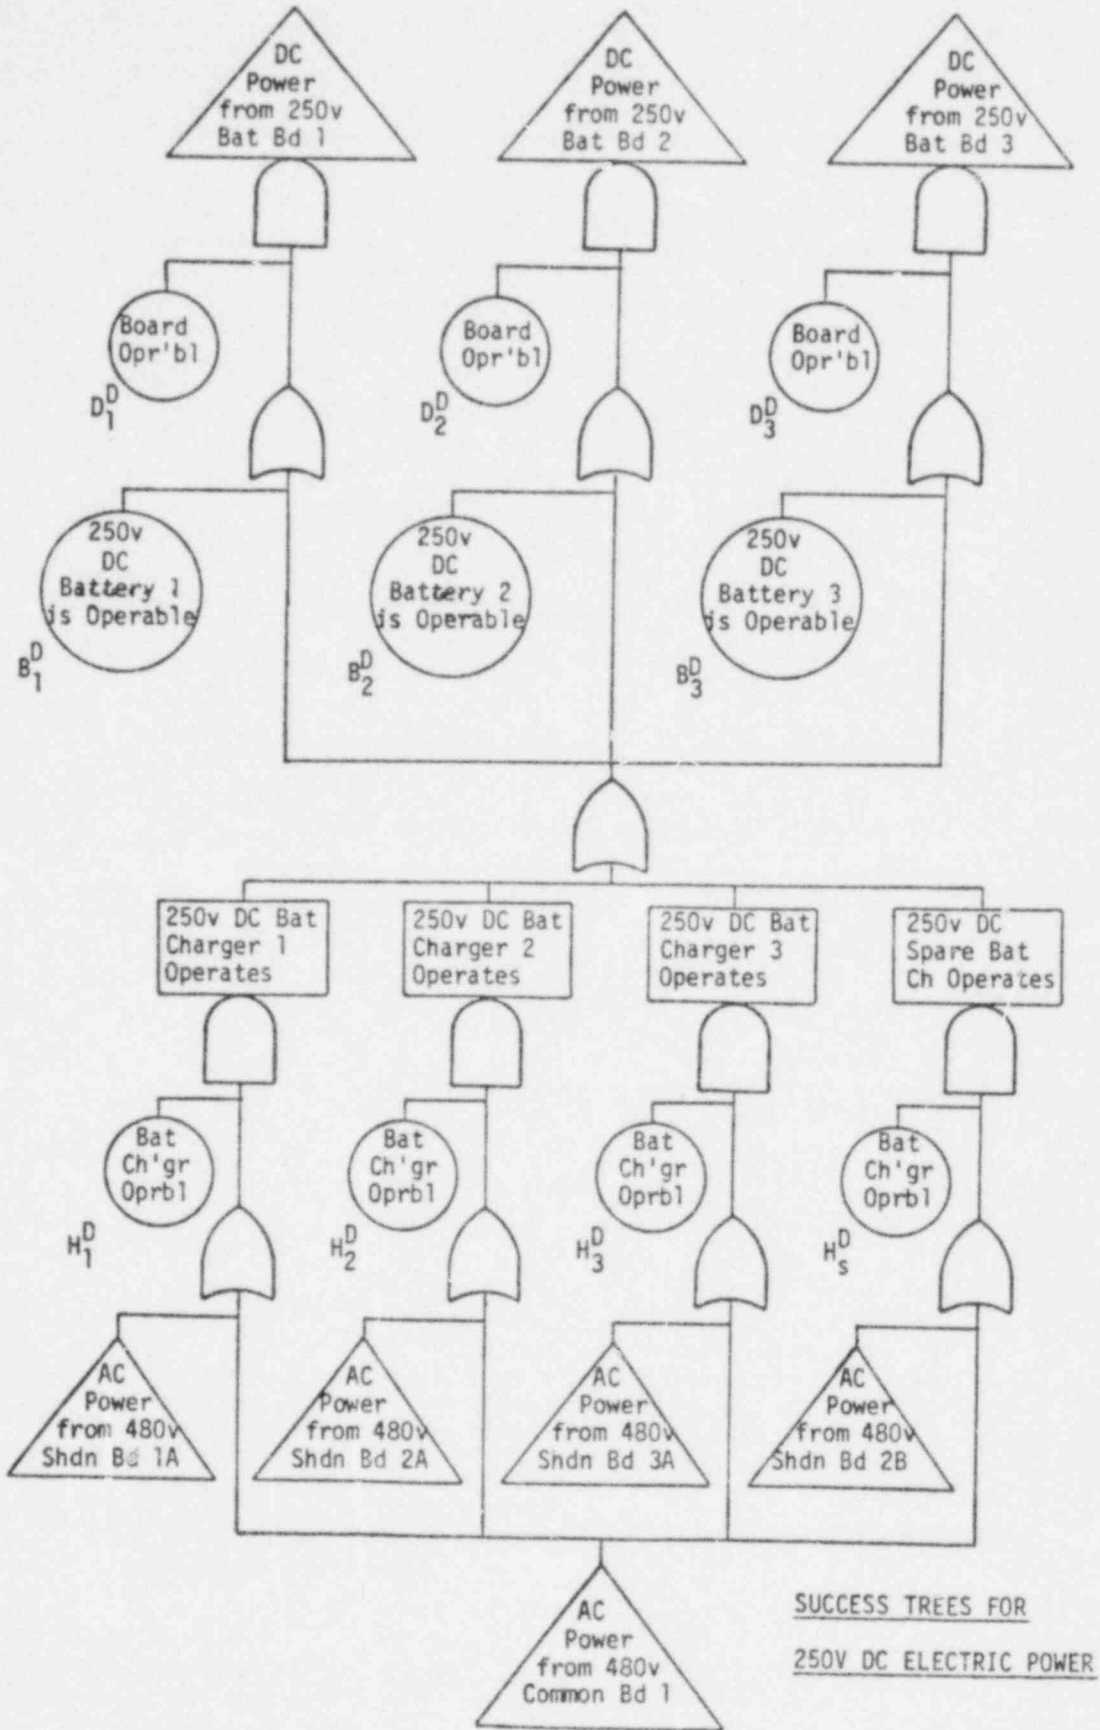 DC
Power
from 250v
Bat Bd 1
DC
Power
from 250v
Bat Bd 2
DC
Power
from 250v
Bat Bd 3
Board
Opr'bl
D₁ᴰ
Board
Opr'bl
D₂ᴰ
Board
Opr'bl
D₃ᴰ
250v
DC
Battery 1
is Operable
B₁ᴰ
250v
DC
Battery 2
is Operable
B₂ᴰ
250v
DC
Battery 3
is Operable
B₃ᴰ
250v DC Bat
Charger 1
Operates
250v DC Bat
Charger 2
Operates
250v DC Bat
Charger 3
Operates
250v DC
Spare Bat
Ch Operates
Bat
Ch'gr
Oprbl
H₁ᴰ
Bat
Ch'gr
Oprbl
H₂ᴰ
Bat
Ch'gr
Oprbl
H₃ᴰ
Bat
Ch'gr
Oprbl
Hₛᴰ
AC
Power
from 480v
Shdn Bd 1A
AC
Power
from 480v
Shdn Bd 2A
AC
Power
from 480v
Shdn Bd 3A
AC
Power
from 480v
Shdn Bd 2B
AC
Power
from 480v
Common Bd 1
SUCCESS TREES FOR
250V DC ELECTRIC POWER